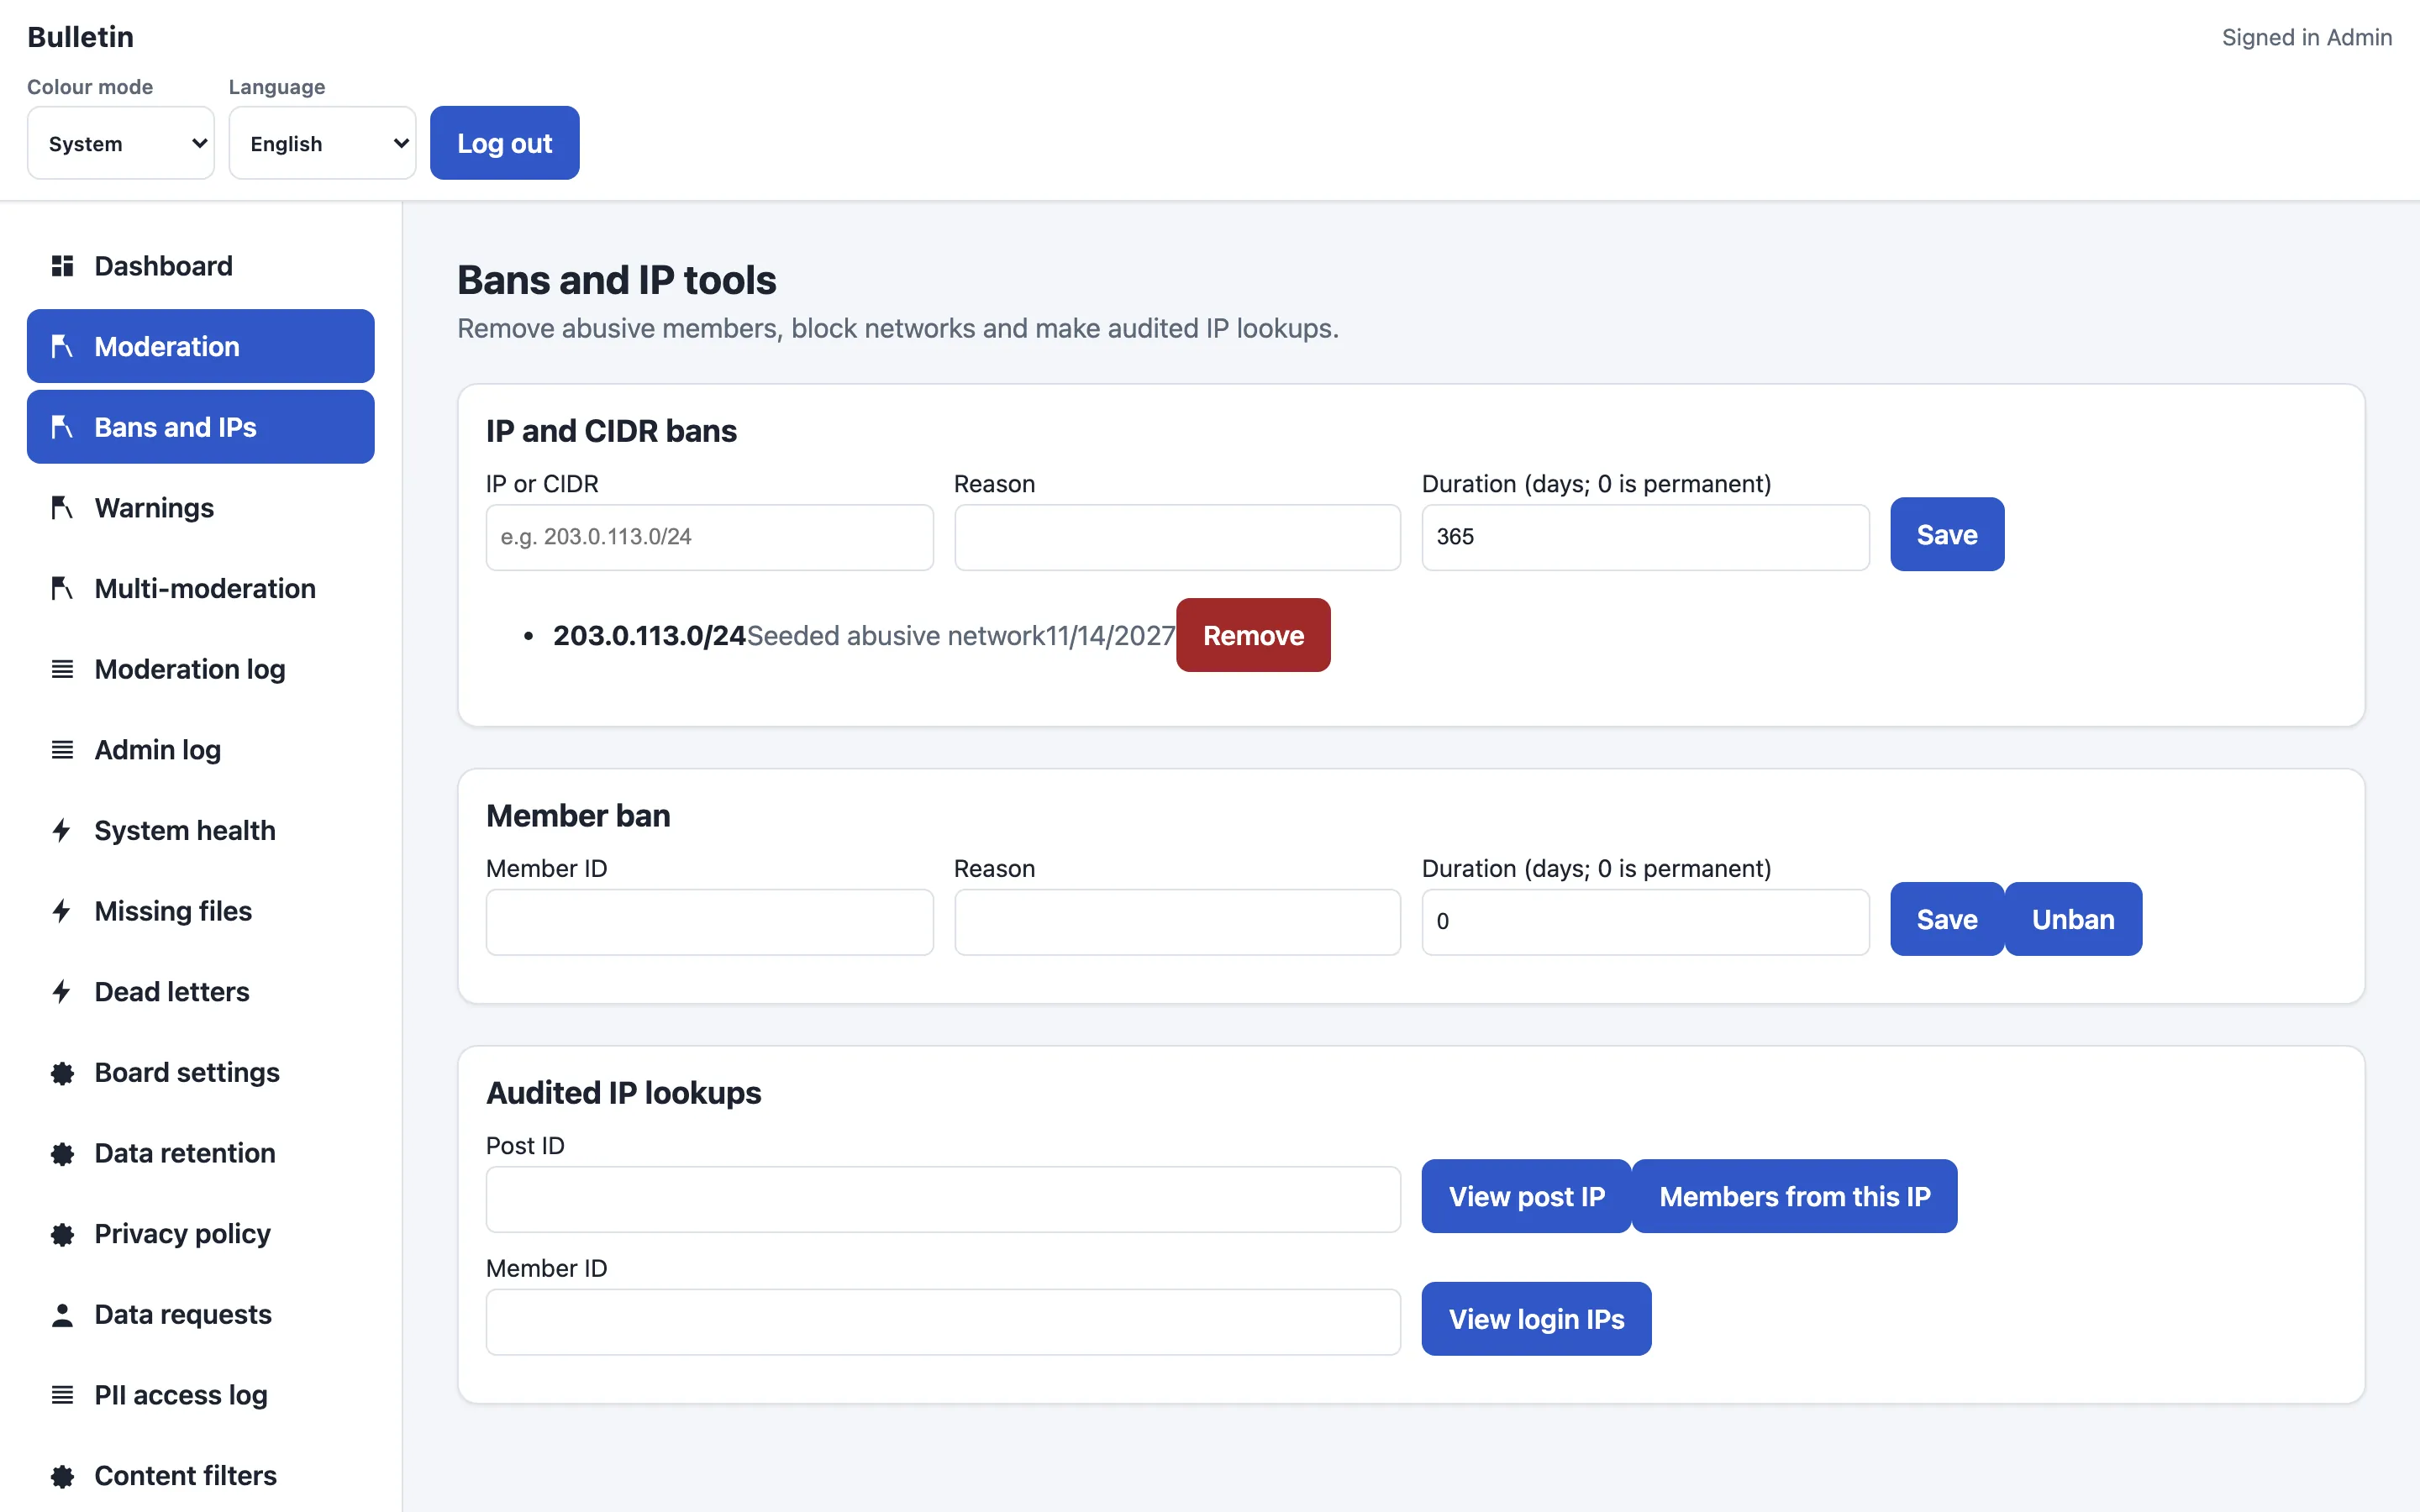 Bulletin
Signed in Admin
Colour mode
Language
System
English
Log out
Dashboard
Moderation
Bans and IPs
Warnings
Multi-moderation
Moderation log
Admin log
System health
Missing files
Dead letters
Board settings
Data retention
Privacy policy
Data requests
PII access log
Content filters
Bans and IP tools
Remove abusive members, block networks and make audited IP lookups.
IP and CIDR bans
IP or CIDR
Reason
Duration (days; 0 is permanent)
e.g. 203.0.113.0/24
365
Save
• 203.0.113.0/24Seeded abusive network11/14/2027
Remove
Member ban
Member ID
Reason
Duration (days; 0 is permanent)
0
Save
Unban
Audited IP lookups
Post ID
View post IP
Members from this IP
Member ID
View login IPs